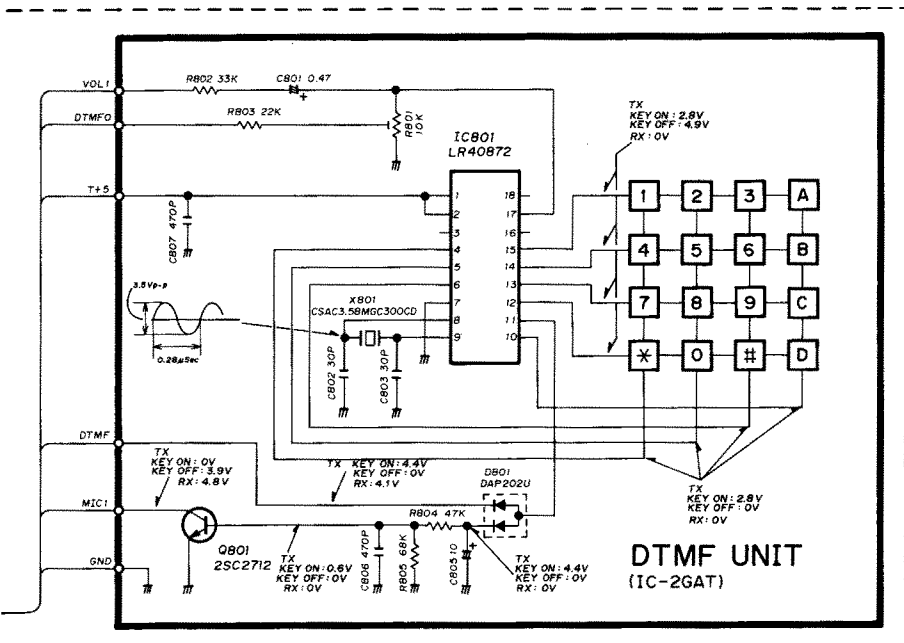 VOL1
R802 33K
C801 0.47
+
DTMFO
R803 22K
R801
10K
IC801
LR40872
TX
KEY ON : 2.8V
KEY OFF : 4.9V
RX : 0V
T+5
C807 470P
1
2
3
4
5
6
7
8
9
18
17
16
15
14
13
12
11
10
1 2 3 A
4 5 6 B
7 8 9 C
* 0 # D
3.5Vp-p
0.28μSec
X801
CSAC3.58MGC300CD
C802 30P
C803 30P
DTMF
TX
KEY ON : 0V
KEY OFF : 3.9V
RX : 4.8V
TX
KEY ON : 4.4V
KEY OFF : 0V
RX : 4.1V
D801
DAP202U
TX
KEY ON : 2.8V
KEY OFF : 0V
RX : 0V
MIC1
Q801
2SC2712
TX
KEY ON : 0.6V
KEY OFF : 0V
RX : 0V
C806 470P
R805 68K
R804 47K
C805 10
+
TX
KEY ON : 4.4V
KEY OFF : 0V
RX : 0V
GND
DTMF UNIT
(IC-2GAT)